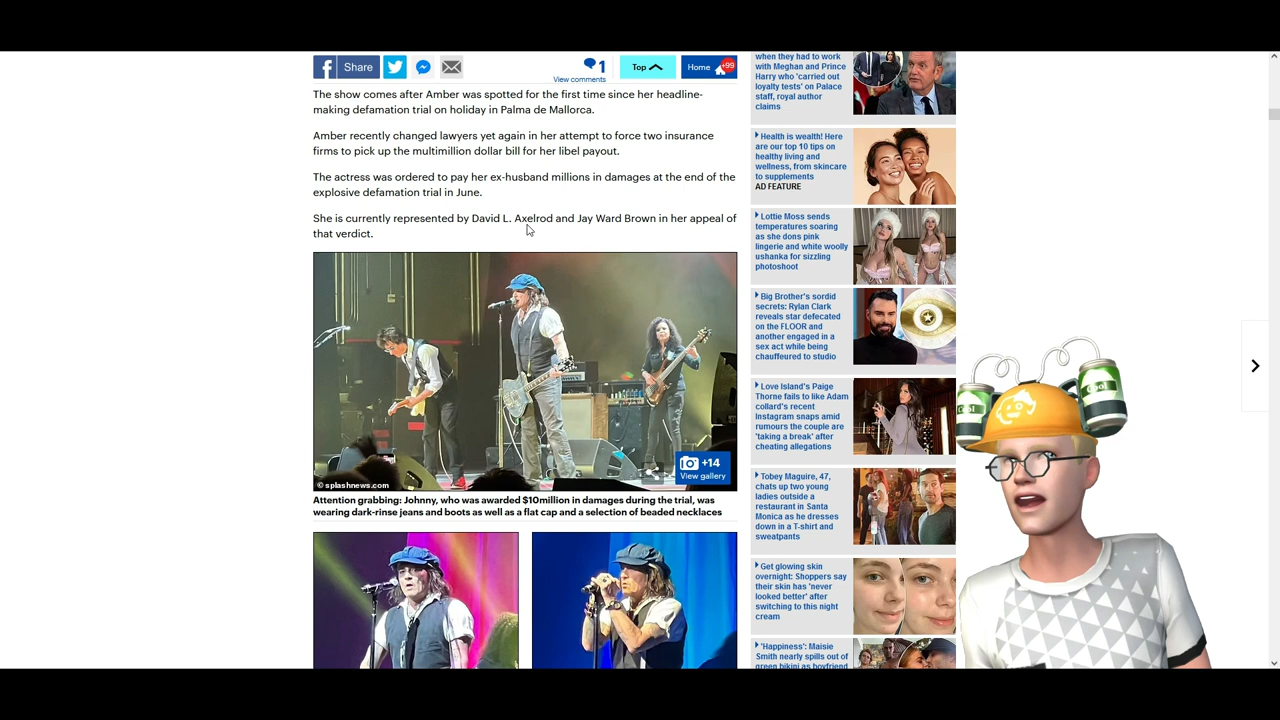 Share
1
View comments
Top
Home
+99
The show comes after Amber was spotted for the first time since her headline-
making defamation trial on holiday in Palma de Mallorca.
Amber recently changed lawyers yet again in her attempt to force two insurance
firms to pick up the multimillion dollar bill for her libel payout.
The actress was ordered to pay her ex-husband millions in damages at the end of the
explosive defamation trial in June.
She is currently represented by David L. Axelrod and Jay Ward Brown in her appeal of
that verdict.
+14
View gallery
© splashnews.com
Attention grabbing: Johnny, who was awarded $10million in damages during the trial, was
wearing dark-rinse jeans and boots as well as a flat cap and a selection of beaded necklaces
when they had to work
with Meghan and Prince
Harry who 'carried out
loyalty tests' on Palace
staff, royal author
claims
Health is wealth! Here
are our top 10 tips on
healthy living and
wellness, from skincare
to supplements
AD FEATURE
Lottie Moss sends
temperatures soaring
as she dons pink
lingerie and white woolly
ushanka for sizzling
photoshoot
Big Brother's sordid
secrets: Rylan Clark
reveals star defecated
on the FLOOR and
another engaged in a
sex act while being
chauffeured to studio
Love Island's Paige
Thorne fails to like Adam
collard's recent
Instagram snaps amid
rumours the couple are
'taking a break' after
cheating allegations
Tobey Maguire, 47,
chats up two young
ladies outside a
restaurant in Santa
Monica as he dresses
down in a T-shirt and
sweatpants
Get glowing skin
overnight: Shoppers say
their skin has 'never
looked better' after
switching to this night
cream
'Happiness': Maisie
Smith nearly spills out of
green bikini as boyfriend
Cool
Cool